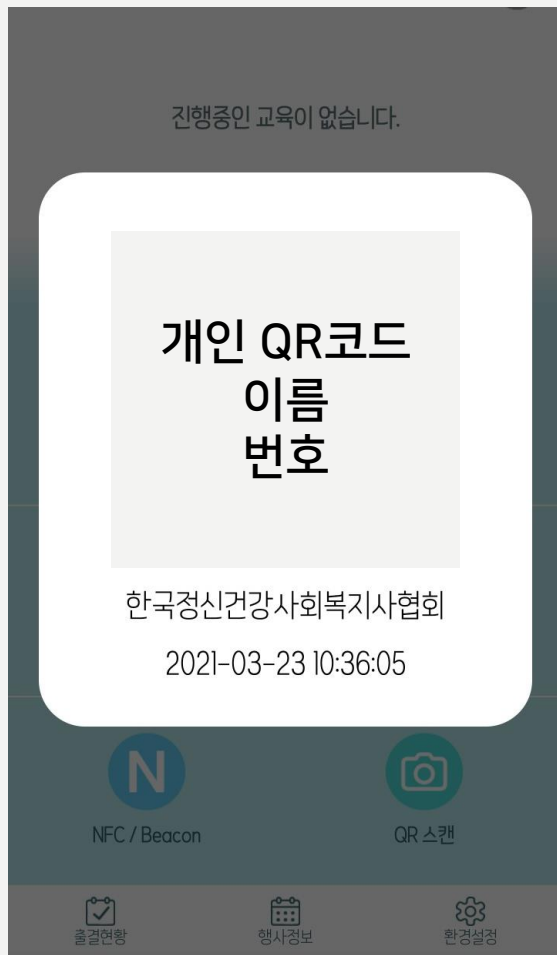 진행중인 교육이 없습니다.
개인 QR코드
이름
번호
한국정신건강사회복지사협회
2021-03-23 10:36:05
N
NFC / Beacon
QR 스캔
출결현황
행사정보
환경설정